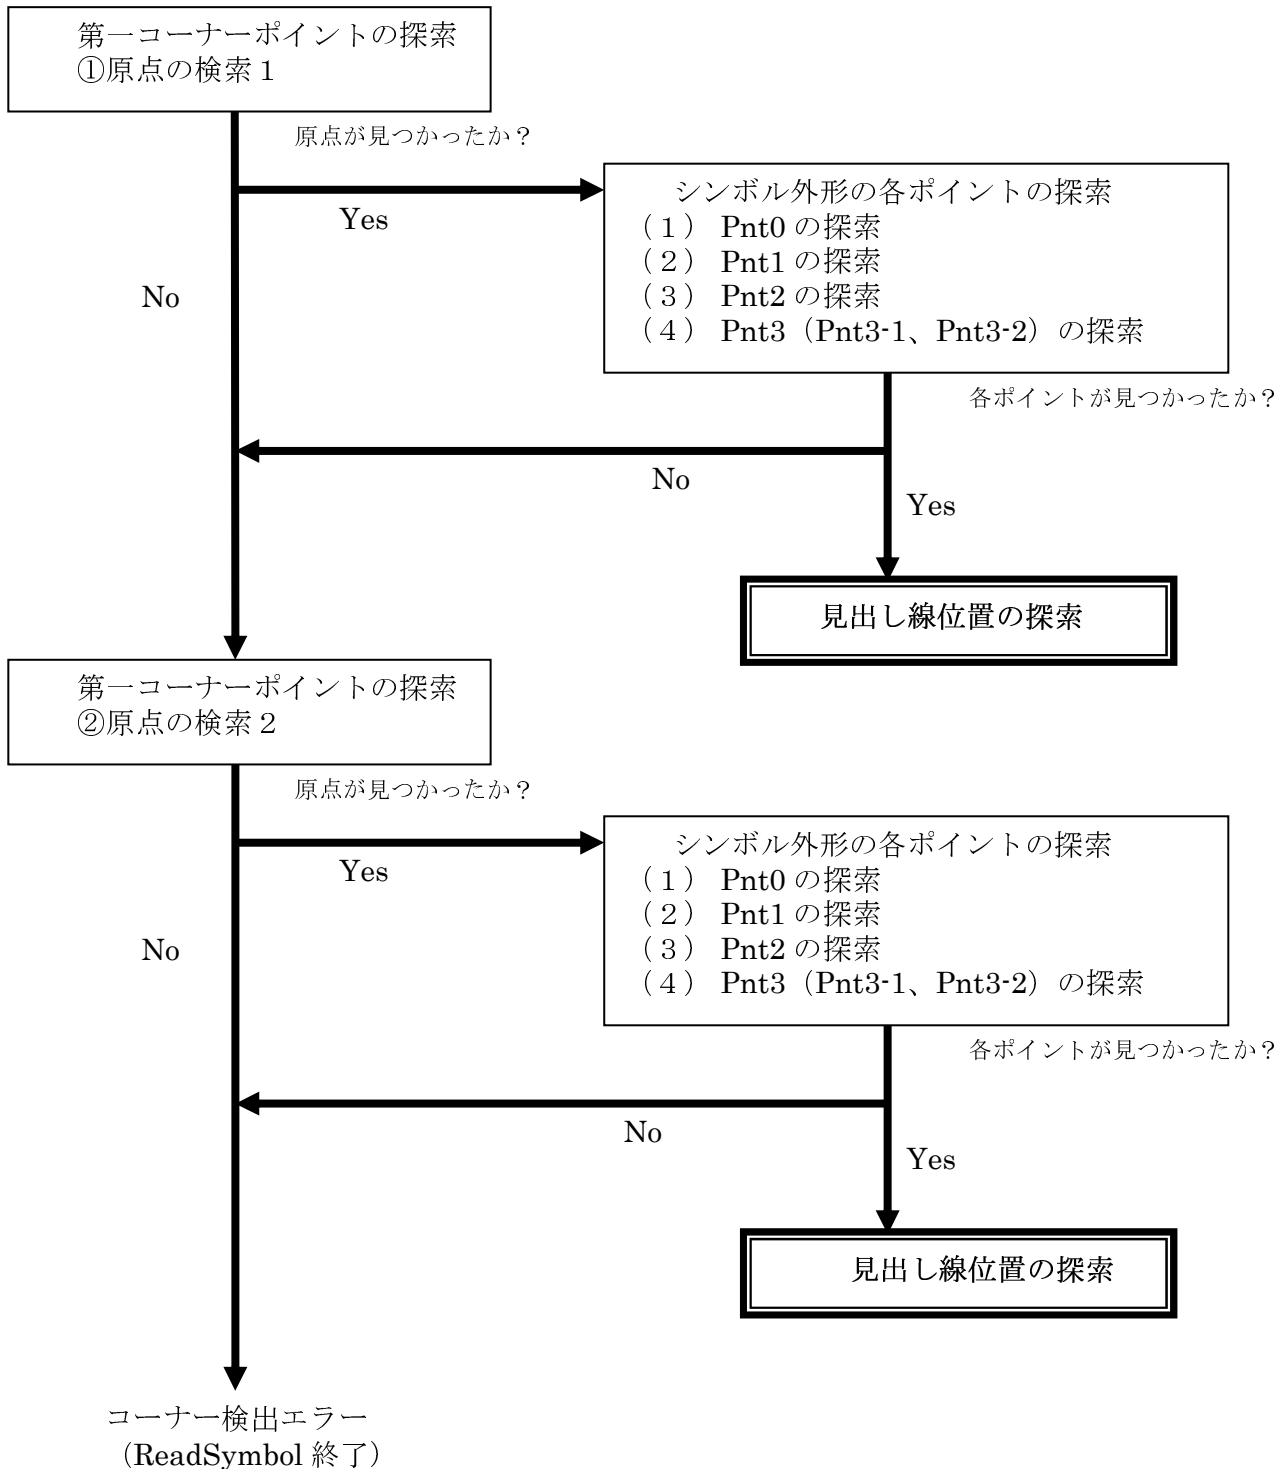 第一コーナーポイントの探索
①原点の検索１
原点が見つかったか？
Yes
No
シンボル外形の各ポイントの探索
（１） Pnt0 の探索
（２） Pnt1 の探索
（３） Pnt2 の探索
（４） Pnt3（Pnt3-1、Pnt3-2）の探索
各ポイントが見つかったか？
No
Yes
見出し線位置の探索
第一コーナーポイントの探索
②原点の検索２
原点が見つかったか？
Yes
No
シンボル外形の各ポイントの探索
（１） Pnt0 の探索
（２） Pnt1 の探索
（３） Pnt2 の探索
（４） Pnt3（Pnt3-1、Pnt3-2）の探索
各ポイントが見つかったか？
No
Yes
見出し線位置の探索
コーナー検出エラー
（ReadSymbol 終了）